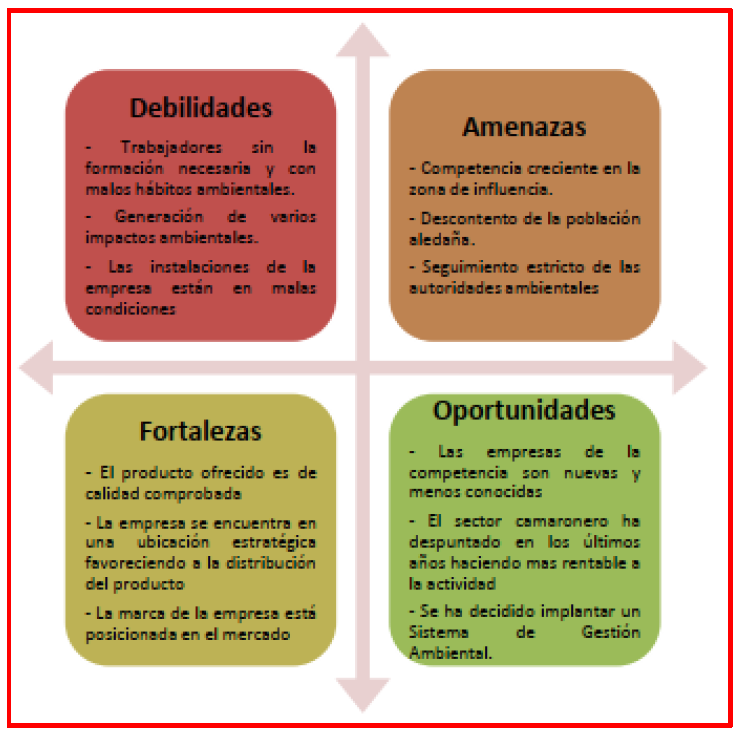 Debilidades
- Trabajadores sin la
formación necesaria y con
malos hábitos ambientales.
- Generación de varios
impactos ambientales.
- Las instalaciones de la
empresa están en malas
condiciones
Amenazas
- Competencia creciente en la
zona de influencia.
- Descontento de la población
aledaña.
- Seguimiento estricto de las
autoridades ambientales
Fortalezas
- El producto ofrecido es de
calidad comprobada
- La empresa se encuentra en
una ubicación estratégica
favoreciendo a la distribución
del producto
- La marca de la empresa está
posicionada en el mercado
Oportunidades
- Las empresas de la
competencia son nuevas y
menos conocidas
- El sector camaronero ha
despuntado en los últimos
años haciendo mas rentable a
la actividad
- Se ha decidido implantar un
Sistema de Gestión
Ambiental.